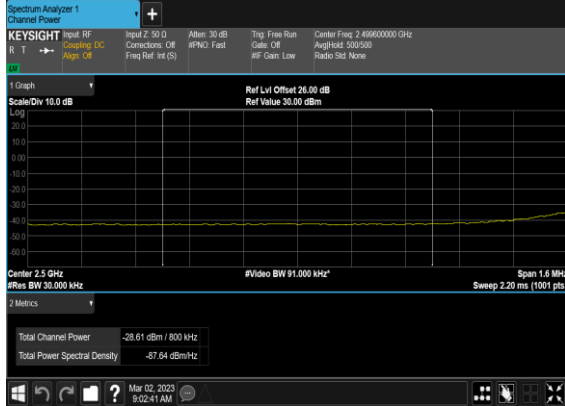 Spectrum Analyzer 1
Channel Power
+
KEYSIGHT Input: RF Input Z: 50 Ω Atten: 30 dB Trig: Free Run Center Freq: 2.499600000 GHz
R T Coupling: DC Corrections: Off #PNO: Fast Gate: Off Avg|Hold: 500/500
Align: Off Freq Ref: Int (S) #IF Gain: Low Radio Std: None
1 Graph Ref Lvl Offset 26.00 dB
Scale/Div 10.0 dB Ref Value 30.00 dBm
Log
20.0
10.0
0.00
-10.0
-20.0
-30.0
-40.0
-50.0
-60.0
Center 2.5 GHz #Video BW 91.000 kHz* Span 1.6 MHz
#Res BW 30.000 kHz Sweep 2.20 ms (1001 pts)
2 Metrics
Total Channel Power -28.61 dBm / 800 kHz
Total Power Spectral Density -87.64 dBm/Hz
? Mar 02, 2023
9:02:41 AM